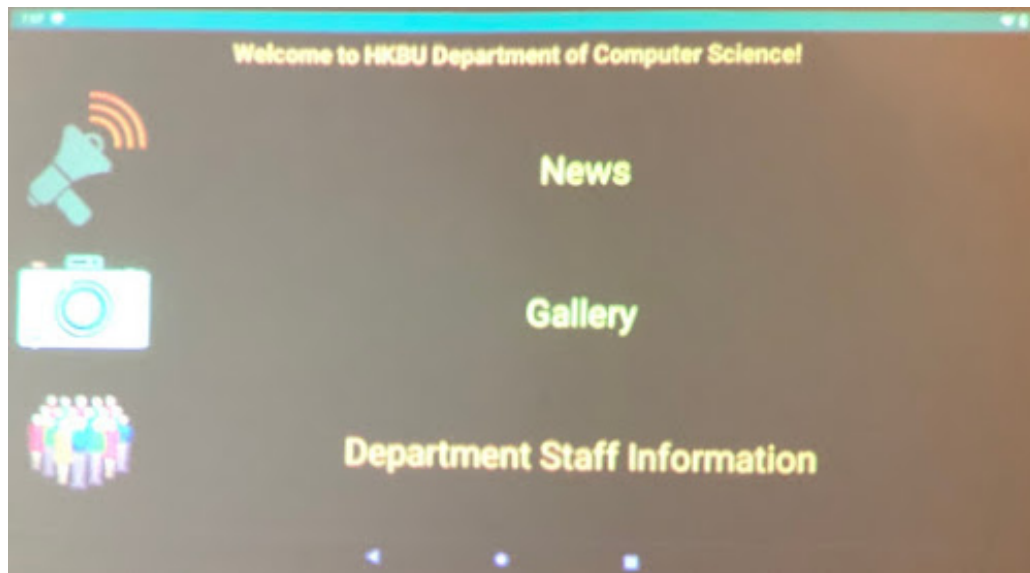 Welcome to HKBU Department of Computer Science!
News
Gallery
Department Staff Information